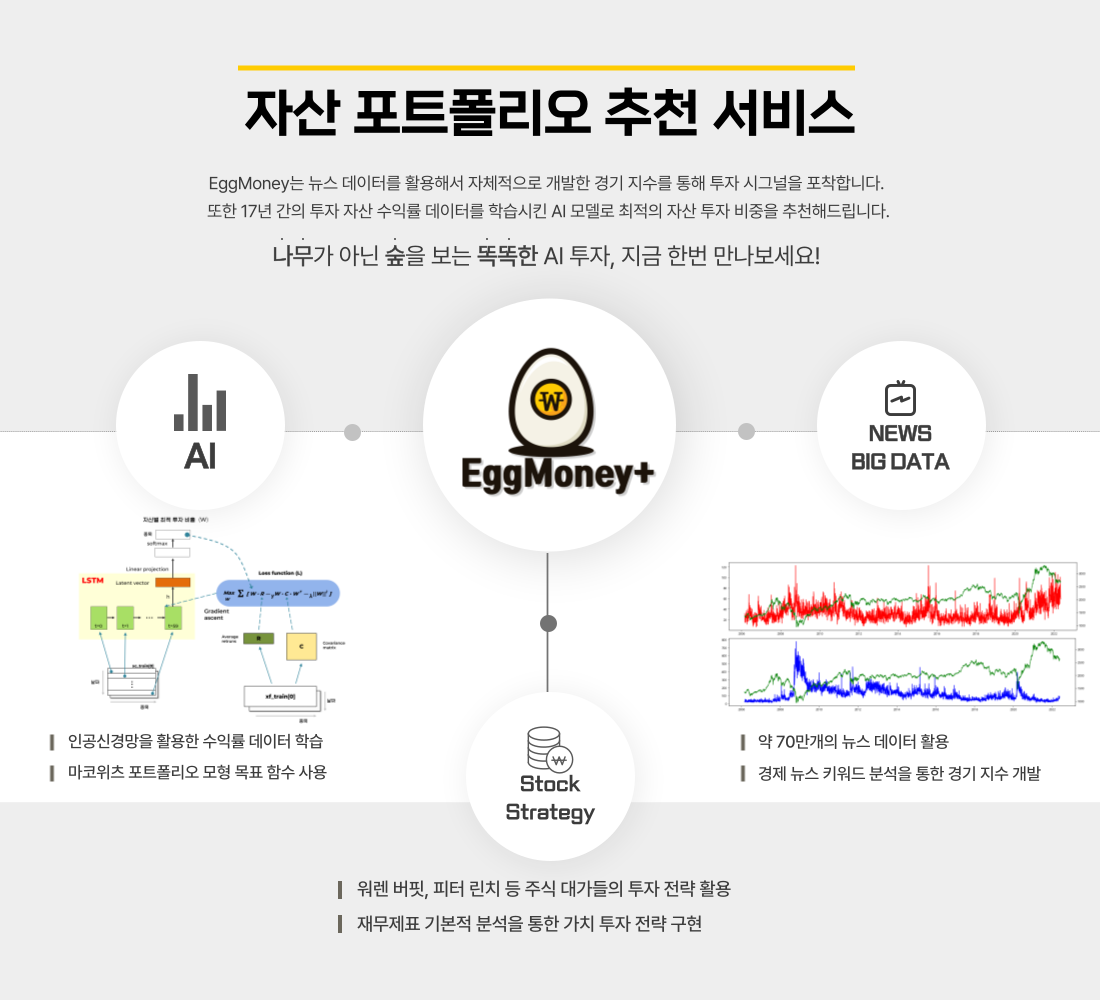 자산 포트폴리오 추천 서비스
EggMoney는 뉴스 데이터를 활용해서 자체적으로 개발한 경기 지수를 통해 투자 시그널을 포착합니다.
또한 17년 간의 투자 자산 수익률 데이터를 학습시킨 AI 모델로 최적의 자산 투자 비중을 추천해드립니다.
나무가 아닌 숲을 보는 똑똑한 AI 투자, 지금 한번 만나보세요!
AI
₩
EggMoney+
NEWS
BIG DATA
자산별 최적 투자 비중 (W)
종목
softmax
Linear projection
LSTM
Latent vector
Loss function (L)
Gradient
ascent
Average
returns
R
C
Covariance
matrix
xf_train[0]
날짜
종목
날짜
종목
인공신경망을 활용한 수익률 데이터 학습
마코위츠 포트폴리오 모형 목표 함수 사용
약 70만개의 뉴스 데이터 활용
경제 뉴스 키워드 분석을 통한 경기 지수 개발
₩
Stock
Strategy
워렌 버핏, 피터 린치 등 주식 대가들의 투자 전략 활용
재무제표 기본적 분석을 통한 가치 투자 전략 구현